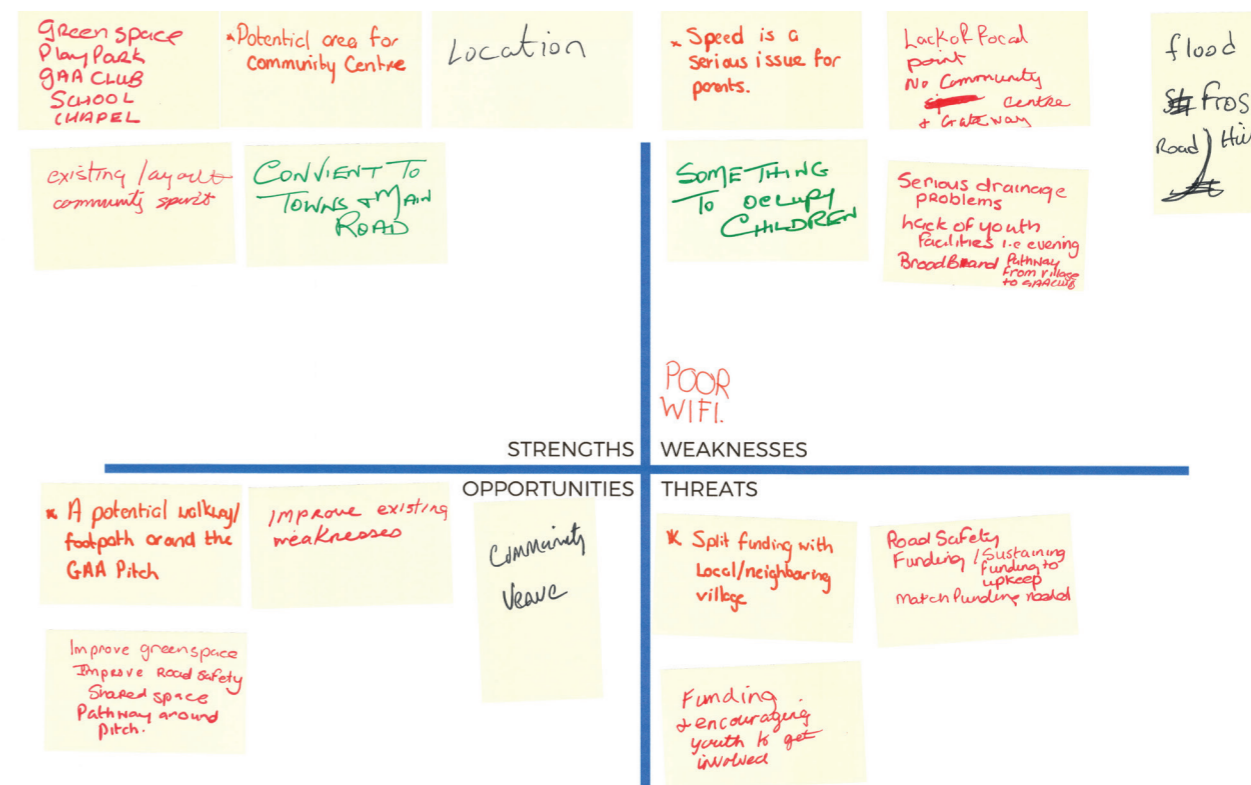 Green space
Play Park
GAA CLUB
SCHOOL
CHAPEL
* Potential area for
Community Centre
Location
existing layout
community spirit
CONVIENT TO
TOWNS + MAIN
ROAD
* Speed is a
serious issue for
parents.
Lack of Focal
point
No Community
Centre
+ Gateway
flood
Road
SOMETHING
To OCCUPY
CHILDREN
Serious drainage
PROBLEMS
Lack of youth
Facilities i.e evening
BroadBand Pathway
From village
to GAA CLUB
POOR
WIFI.
STRENGTHS
WEAKNESSES
OPPORTUNITIES
THREATS
* A potential walkway/
footpath around the
GAA Pitch
Improve existing
weaknesses
Community
* Split funding with
Local/neighboring
village
Road Safety
Funding / Sustaining
funding to
upkeep
Match Funding needed
Improve greenspace
Improve Road Safety
Shared space
Pathway around
pitch.
Funding
+ encouraging
youth to get
involved